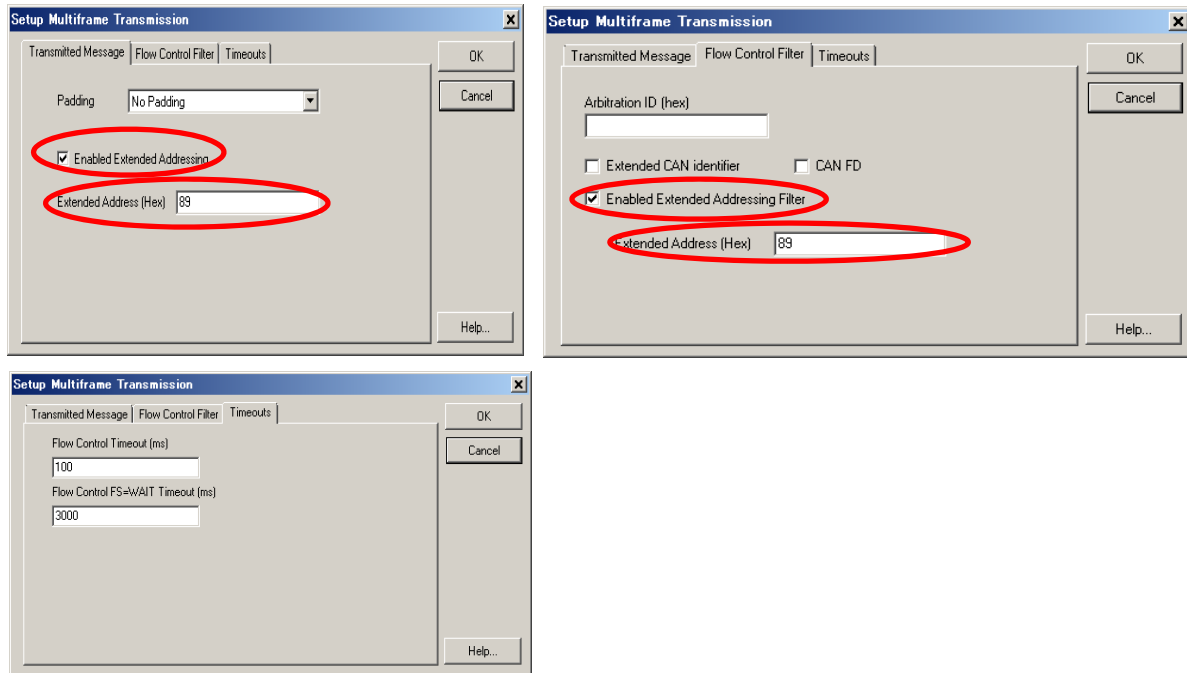 Setup Multiframe Transmission
Transmitted Message Flow Control Filter Timeouts
OK
Cancel
Padding No Padding
Enabled Extended Addressing
Extended Address (Hex) 89
Help...
Setup Multiframe Transmission
Transmitted Message Flow Control Filter Timeouts
OK
Cancel
Arbitration ID (hex)
Extended CAN identifier CAN FD
Enabled Extended Addressing Filter
Extended Address (Hex) 89
Help...
Setup Multiframe Transmission
Transmitted Message Flow Control Filter Timeouts
OK
Cancel
Flow Control Timeout (ms)
100
Flow Control FS=WAIT Timeout (ms)
3000
Help...